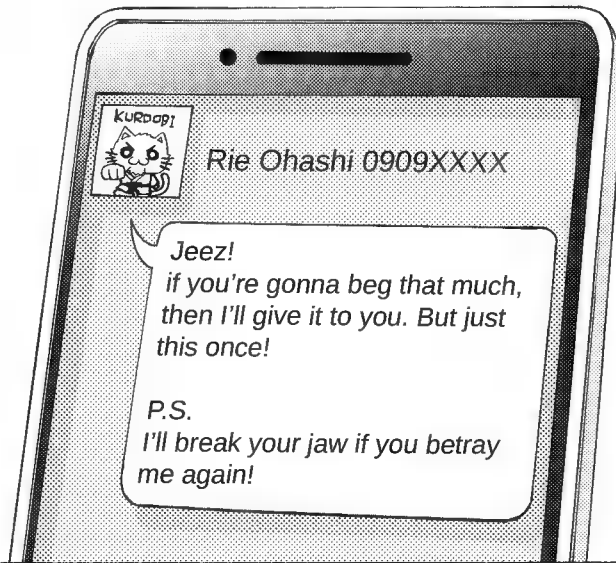 KUROOBI
Rie Ohashi 0909XXXX
Jeez!
if you're gonna beg that much,
then I'll give it to you. But just
this once!
P.S.
I'll break your jaw if you betray
me again!